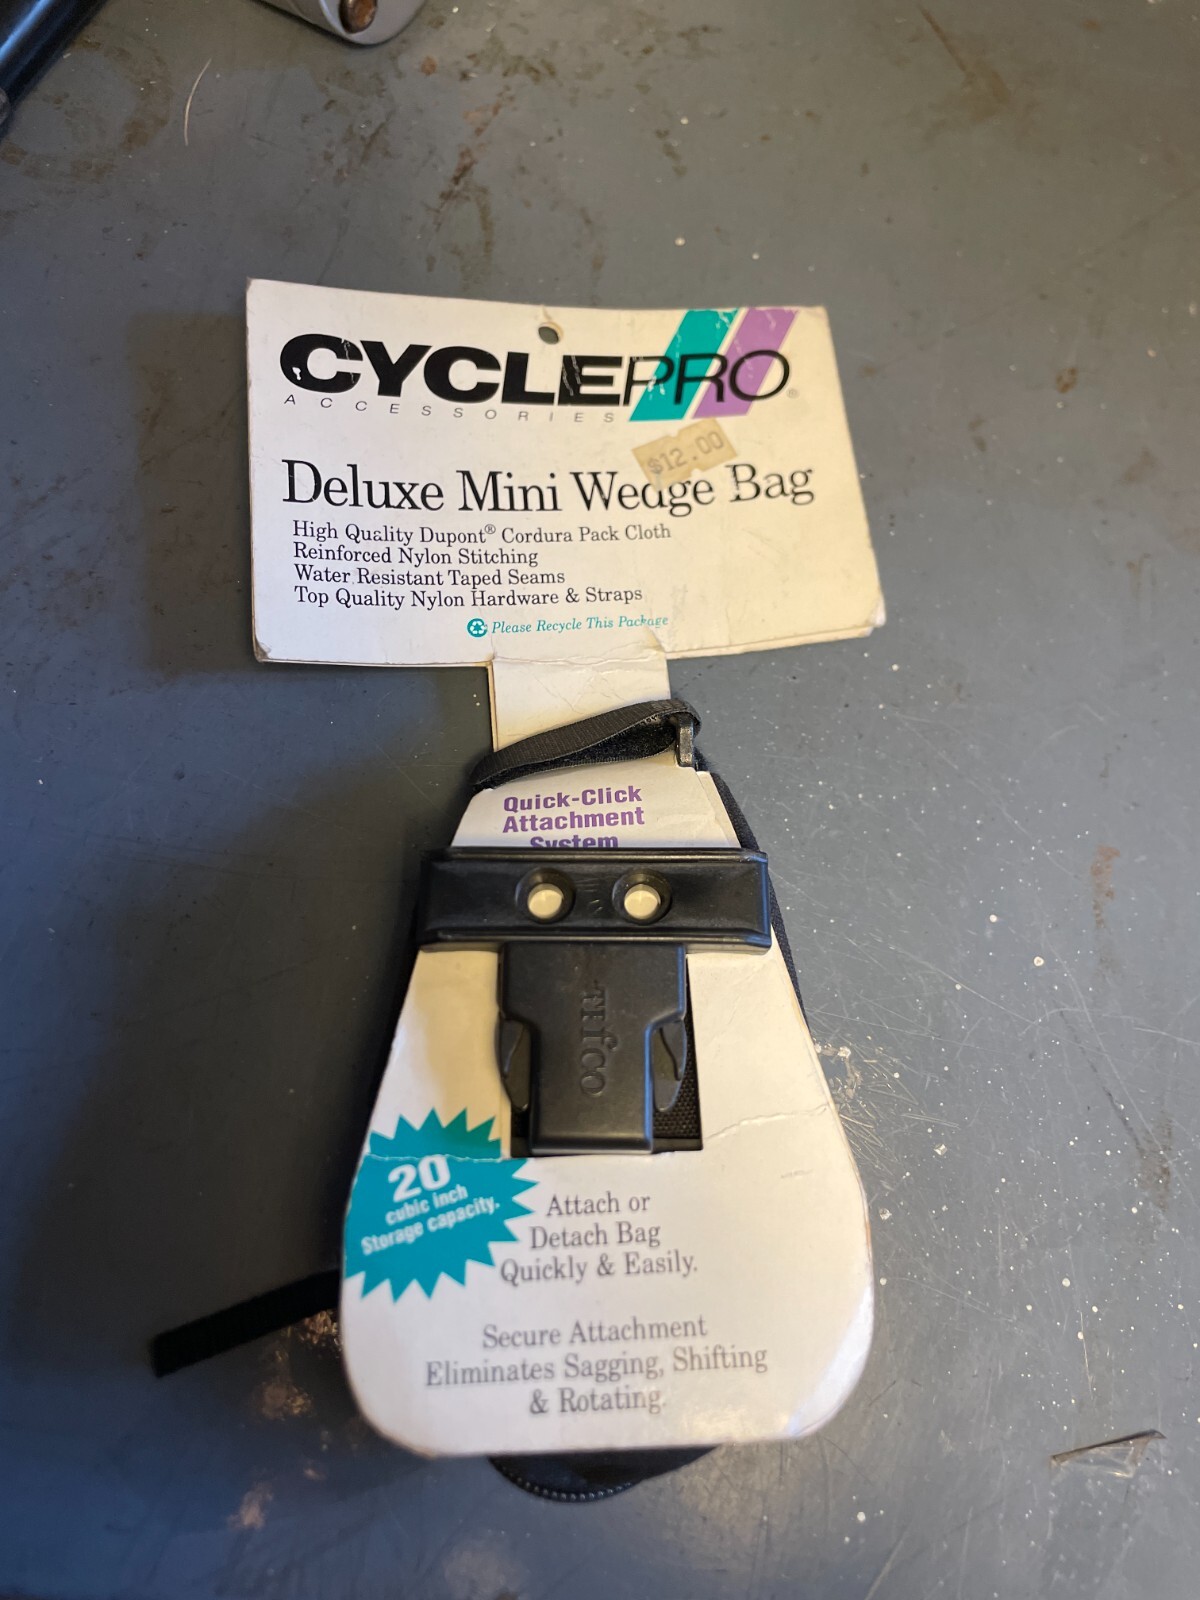 CYCLEPRO®
ACCESSORIES
$12.00
Deluxe Mini Wedge Bag
High Quality Dupont® Cordura Pack Cloth
Reinforced Nylon Stitching
Water Resistant Taped Seams
Top Quality Nylon Hardware & Straps
Please Recycle This Package
Quick-Click
Attachment
System
20
cubic inch
Storage capacity.
Attach or
Detach Bag
Quickly & Easily.
Secure Attachment
Eliminates Sagging, Shifting
& Rotating.